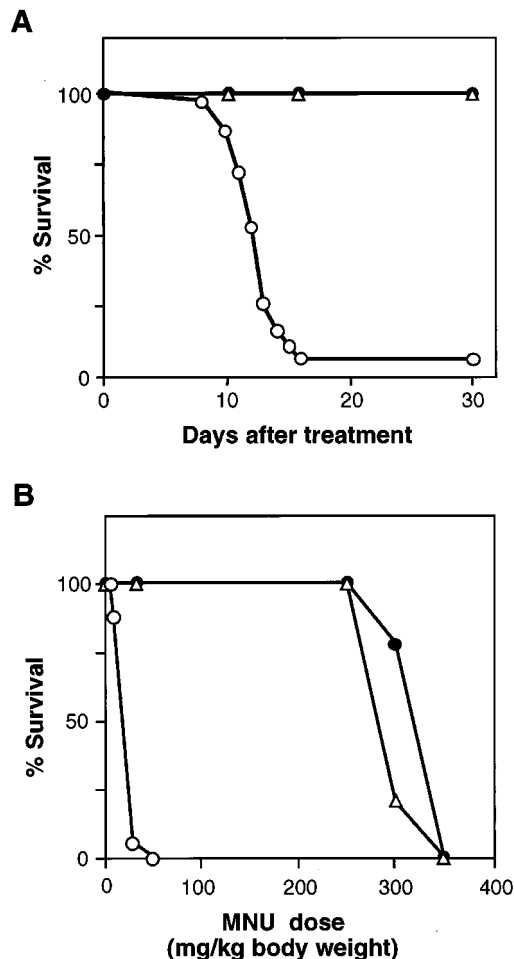 A
100
50
0
% Survival
0 10 20 30
Days after treatment
B
100
50
0
% Survival
0 100 200 300 400
MNU dose
(mg/kg body weight)